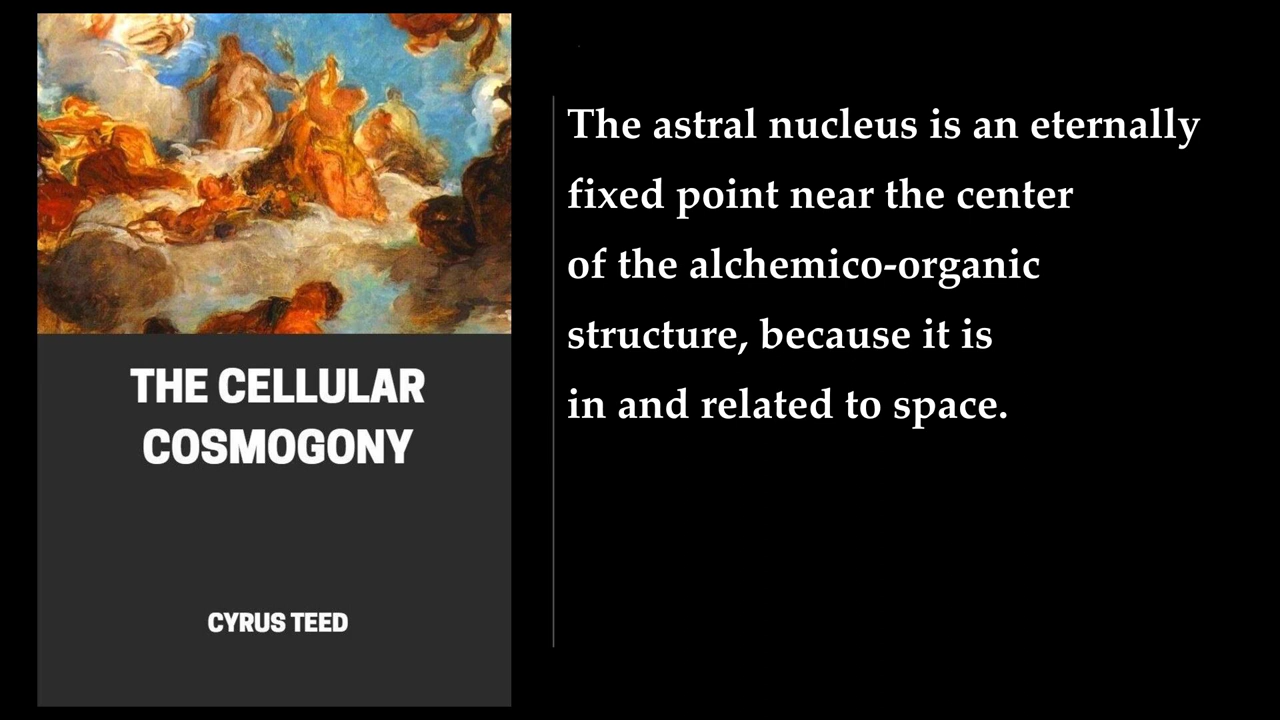 THE CELLULAR
COSMOGONY
CYRUS TEED
The astral nucleus is an eternally
fixed point near the center
of the alchemico-organic
structure, because it is
in and related to space.